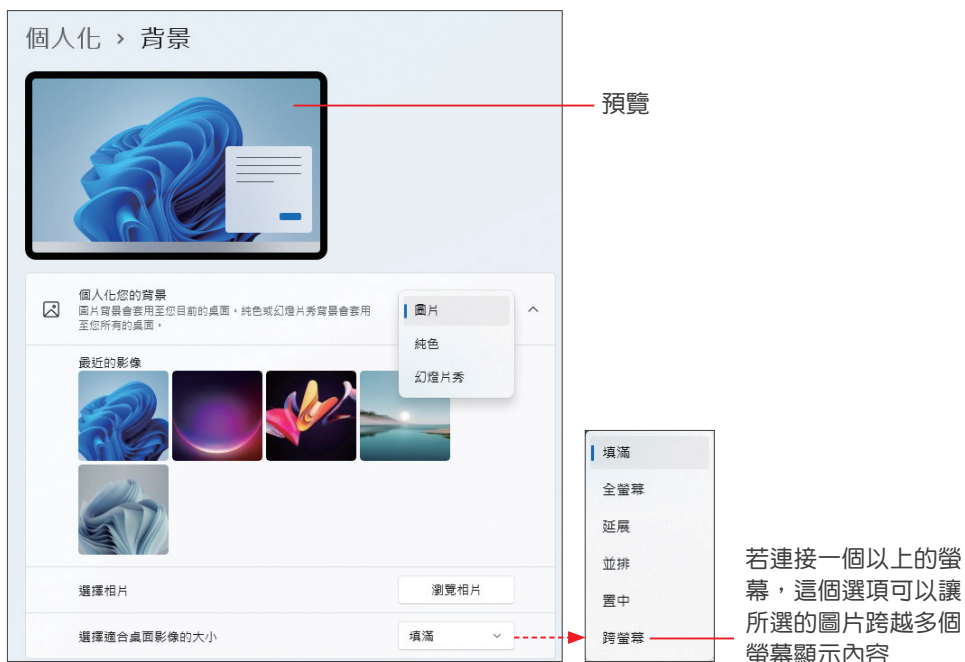 個人化 › 背景
預覽
個人化您的背景
圖片背景會套用至您目前的桌面。純色或幻燈片秀背景會套用
至您所有的桌面。
圖片
純色
幻燈片秀
最近的影像
選擇相片
瀏覽相片
選擇適合桌面影像的大小
填滿
填滿
全螢幕
延展
並排
置中
跨螢幕
若連接一個以上的螢
幕，這個選項可以讓
所選的圖片跨越多個
螢幕顯示內容